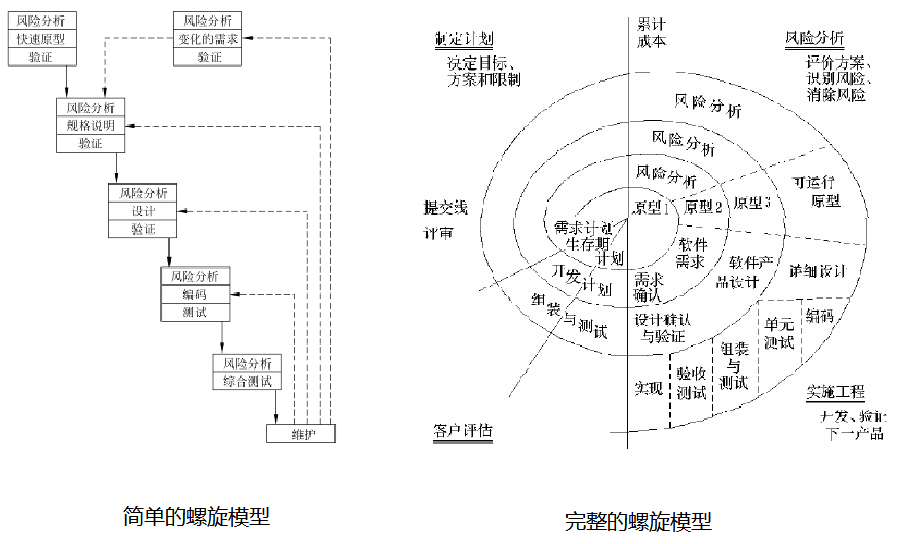 风险分析
快速原型
验证
风险分析
变化的需求
验证
风险分析
规格说明
验证
风险分析
设计
验证
风险分析
编码
测试
风险分析
综合测试
维护
简单的螺旋模型
累计
成本
制定计划
决定目标、
方案和限制
风险分析
评价方案、
识别风险、
消除风险
风险分析
风险分析
风险分析
提交线
评审
原型1
原型2
原型3
可运行
原型
需求计划
生存期
计划
开发计划
组装与测试
软件
需求
需求
确认
软件产
品设计
详细设计
设计确认
与验证
实现
验收
测试
组装
与
测试
单元
测试
编码
客户评估
实施工程
开发、验证
下一产品
完整的螺旋模型